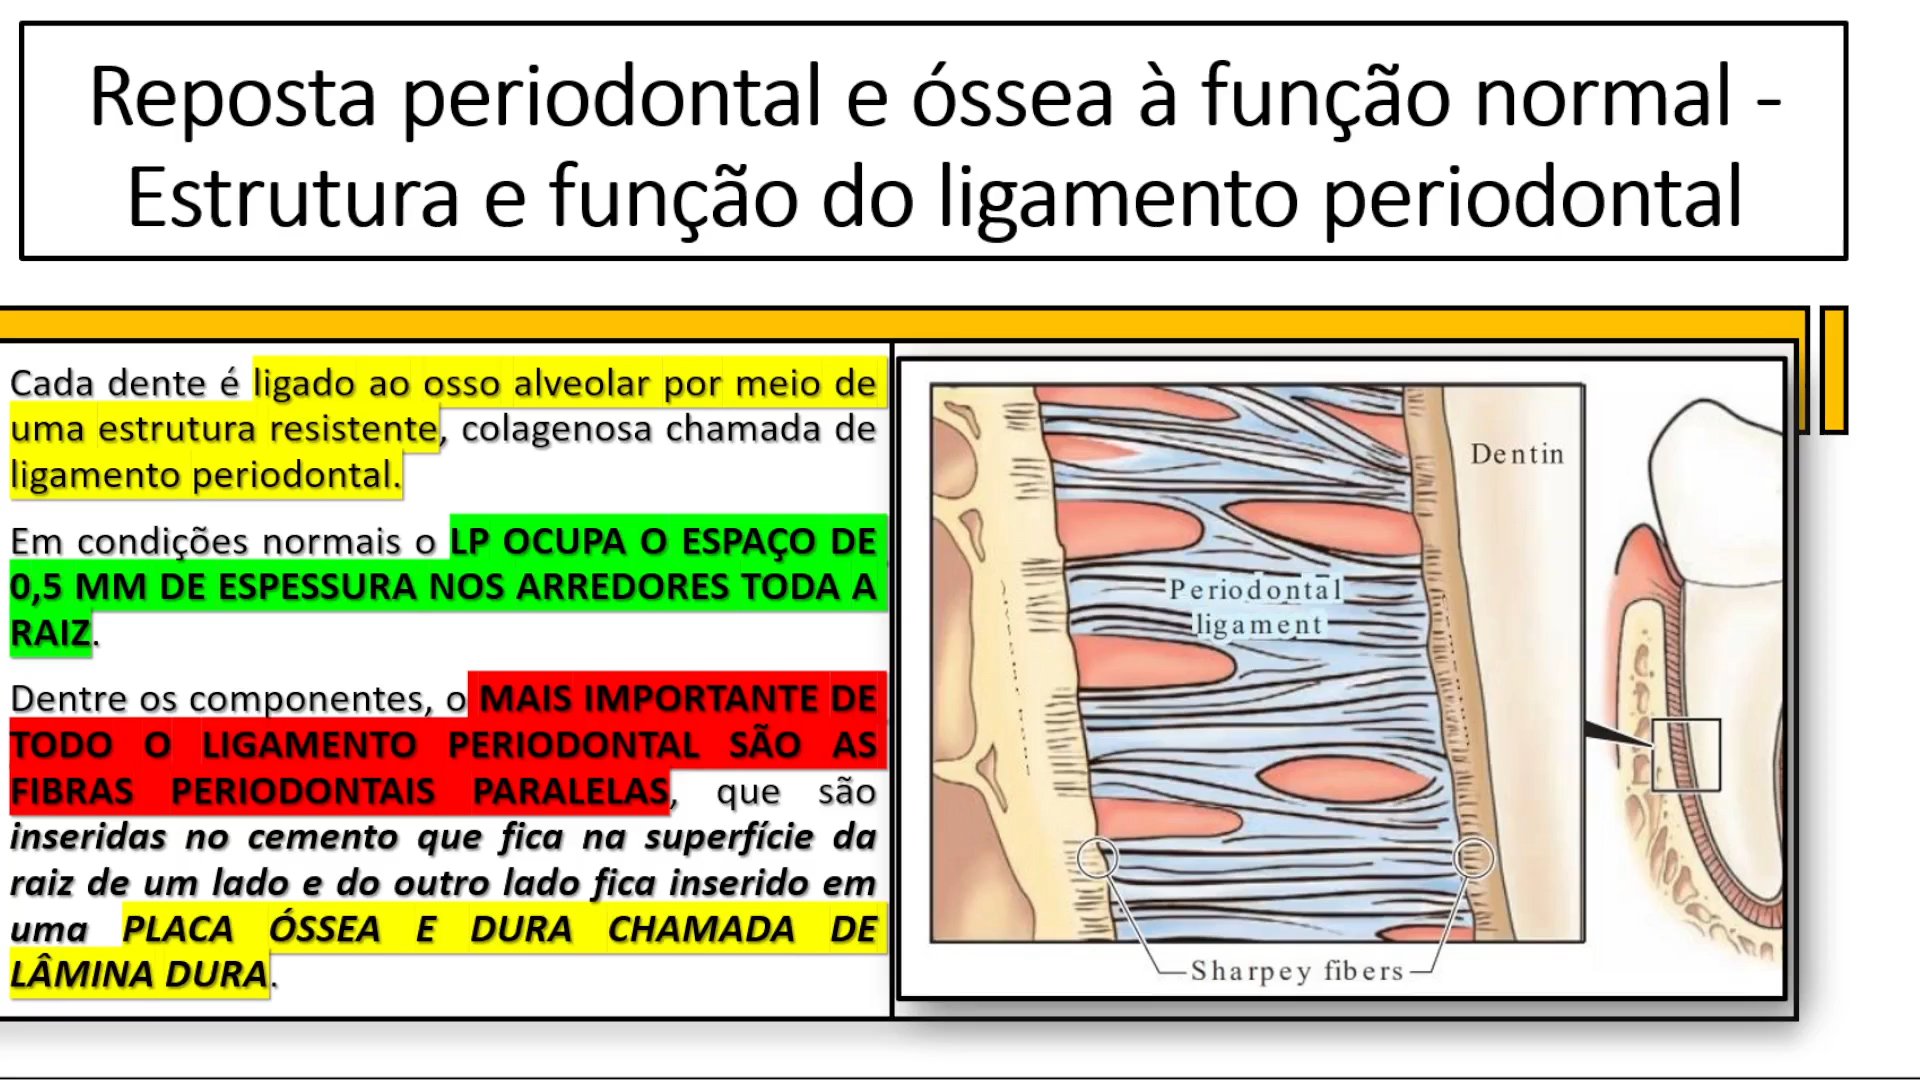 Reposta periodontal e óssea à função normal -
Estrutura e função do ligamento periodontal
Cada dente é ligado ao osso alveolar por meio de
uma estrutura resistente, colagenosa chamada de
ligamento periodontal.
Em condições normais o LP OCUPA O ESPAÇO DE
0,5 MM DE ESPESSURA NOS ARREDORES TODA A
RAIZ.
Dentre os componentes, o MAIS IMPORTANTE DE
TODO O LIGAMENTO PERIODONTAL SÃO AS
FIBRAS PERIODONTAIS PARALELAS, que são
inseridas no cemento que fica na superfície da
raiz de um lado e do outro lado fica inserido em
uma PLACA ÓSSEA E DURA CHAMADA DE
LÂMINA DURA.
Dentin
Periodontal
ligament
Sharpey fibers